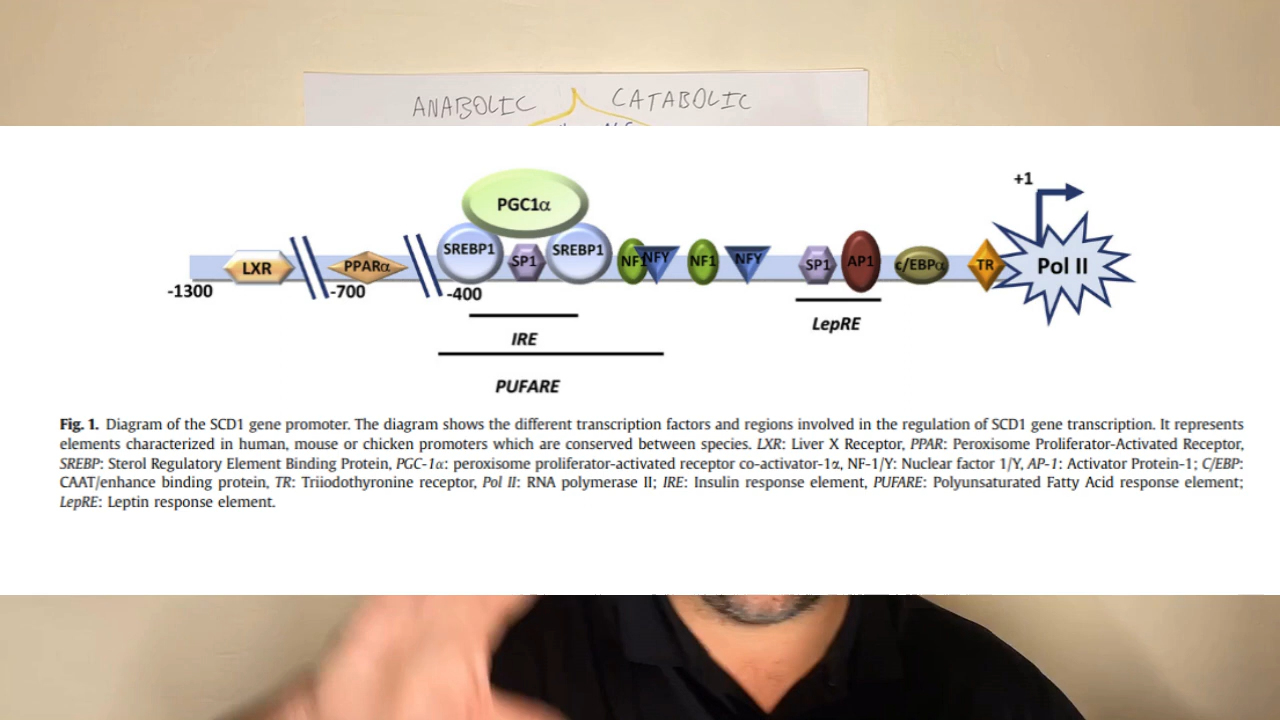 ANABOLIC CATABOLIC
+1
PGC1α
SREBP1 SP1 SREBP1 NF1 NFY NF1 NFY SP1 AP1 c/EBPα TR Pol II
LXR PPARα
-1300 -700 -400
LepRE
IRE
PUFARE
Fig. 1. Diagram of the SCD1 gene promoter. The diagram shows the different transcription factors and regions involved in the regulation of SCD1 gene transcription. It represents
elements characterized in human, mouse or chicken promoters which are conserved between species. LXR: Liver X Receptor, PPAR: Peroxisome Proliferator-Activated Receptor,
SREBP: Sterol Regulatory Element Binding Protein, PGC-1α: peroxisome proliferator-activated receptor co-activator-1α, NF-1/Y: Nuclear factor 1/Y, AP-1: Activator Protein-1; C/EBP:
CAAT/enhance binding protein, TR: Triiodothyronine receptor, Pol II: RNA polymerase II; IRE: Insulin response element, PUFARE: Polyunsaturated Fatty Acid response element;
LepRE: Leptin response element.